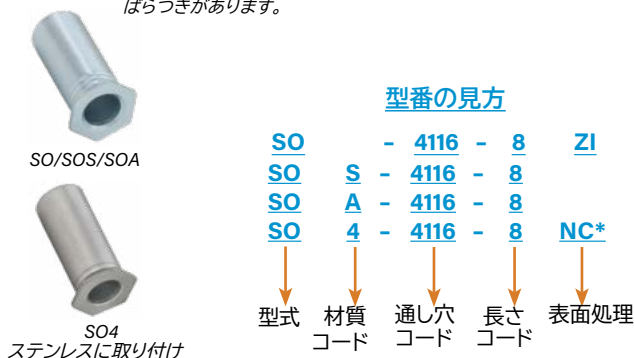 ばらつきがあります。
SO/SOS/SOA
SO4
ステンレスに取り付け
型番の見方
SO - 4116 - 8 ZI
SO S - 4116 - 8
SO A - 4116 - 8
SO 4 - 4116 - 8 NC*
型式 材質 通し穴 長さ 表面処理
コード コード コード